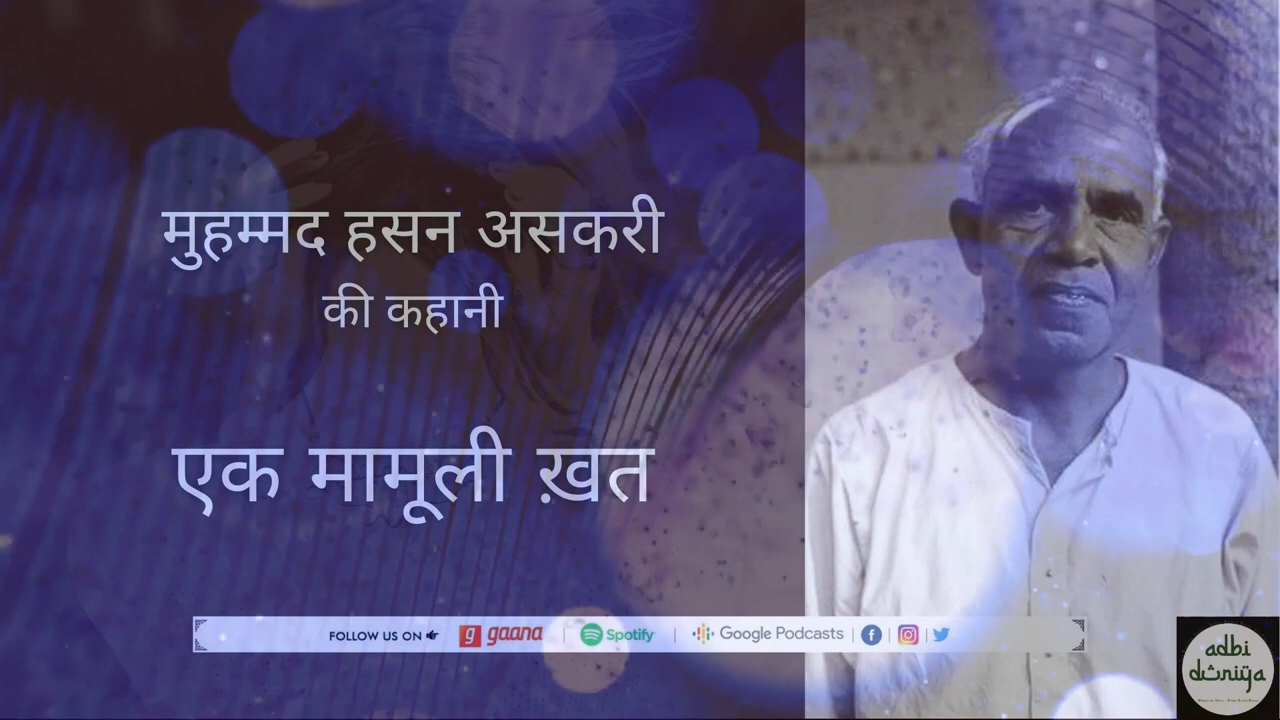 मुहम्मद हसन असकरी
की कहानी
एक मामूली ख़त
FOLLOW US ON
g gaana
Spotify
Google Podcasts
adbi
duniya